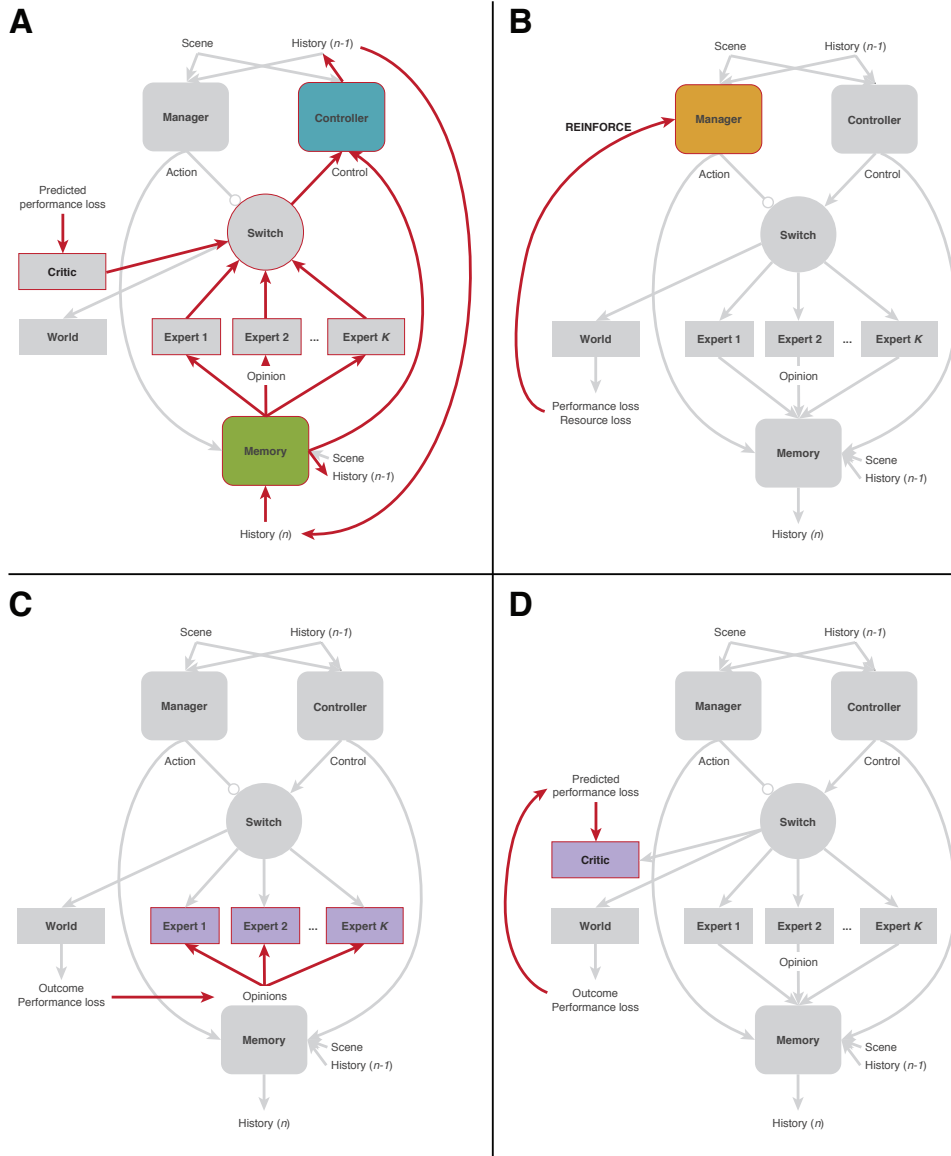 A
Scene
History (n-1)
Manager
Controller
Action
Control
Predicted
performance loss
Switch
Critic
World
Expert 1
Expert 2
...
Expert K
Opinion
Memory
Scene
History (n-1)
History (n)
B
Scene
History (n-1)
Manager
Controller
REINFORCE
Action
Control
Switch
World
Expert 1
Expert 2
...
Expert K
Opinion
Performance loss
Resource loss
Memory
Scene
History (n-1)
History (n)
C
Scene
History (n-1)
Manager
Controller
Action
Control
Switch
World
Expert 1
Expert 2
...
Expert K
Outcome
Performance loss
Opinions
Memory
Scene
History (n-1)
History (n)
D
Scene
History (n-1)
Manager
Controller
Action
Control
Predicted
performance loss
Switch
Critic
World
Expert 1
Expert 2
...
Expert K
Opinion
Outcome
Performance loss
Memory
Scene
History (n-1)
History (n)